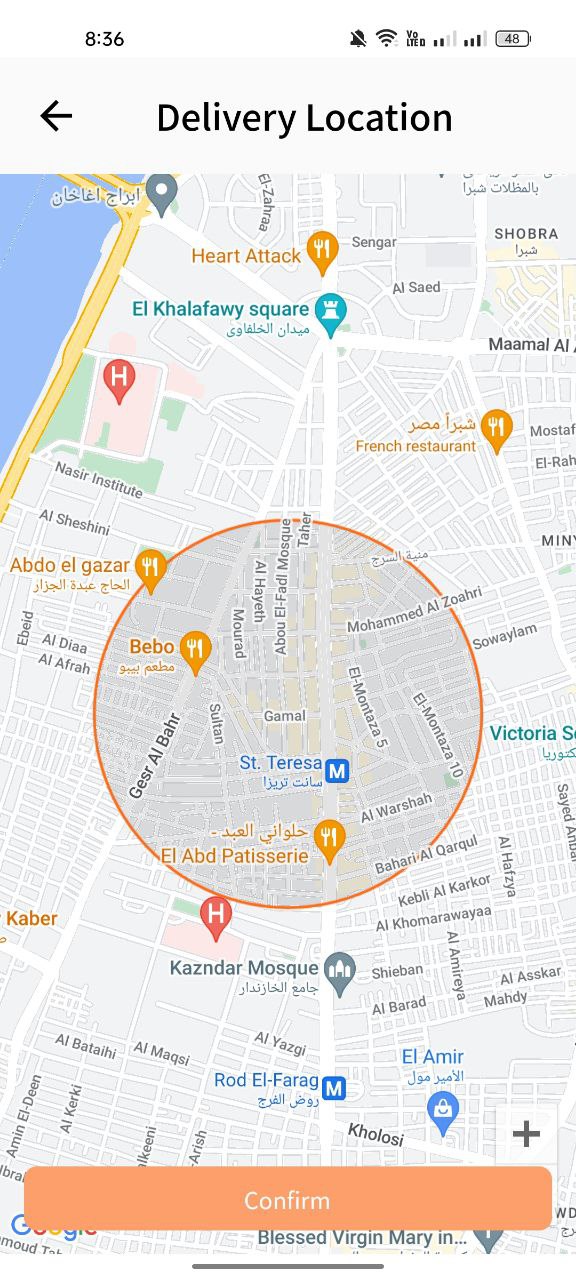 8:36
Vo
LTE
48
Delivery Location
ابراج اغاخان
El-Zahraa
بالمظلات شبرا
SHOBRA
شبرا
Sengar
Heart Attack
Al Saed
El Khalafawy square
ميدان الخلفاوى
Maamal Al
H
شبراً مصر
French restaurant
Mostaf
El-Rah
Nasir Institute
Al Sheshini
Taher
MINY
منية السرج
Abdo el gazar
الحاج عبدة الجزار
Al Hayeth
Abou El-Fadl Mosque
Mohammed Al Zoahri
Mourad
Ebeid
Al Diaa
Al Afrah
Bebo
مطعم بيبو
Sowaylam
El-Montaza 5
El-Montaza 10
Sultan
Gamal
Gesr Al Bahr
Victoria
St. Teresa
سانت تريزا
M
Sayed
Al Warshah
حلواني العبد -
El Abd Patisserie
Bahari Al Qarqul
Al Hafzya
Kebli Al Karkor
Al Khomarawayaa
Kaber
H
Kazndar Mosque
جامع الخازندار
Shieban
Al Amireya
Al Asskar
Mahdy
Al Barad
Al Bataihi
Al Maqsi
Al Yazgi
El Amir
الأمير مول
Rod El-Farag
روض الفرج
M
Amin El-Deen
Al Kerki
Kholosi
+
Confirm
Google
Blessed Virgin Mary in...